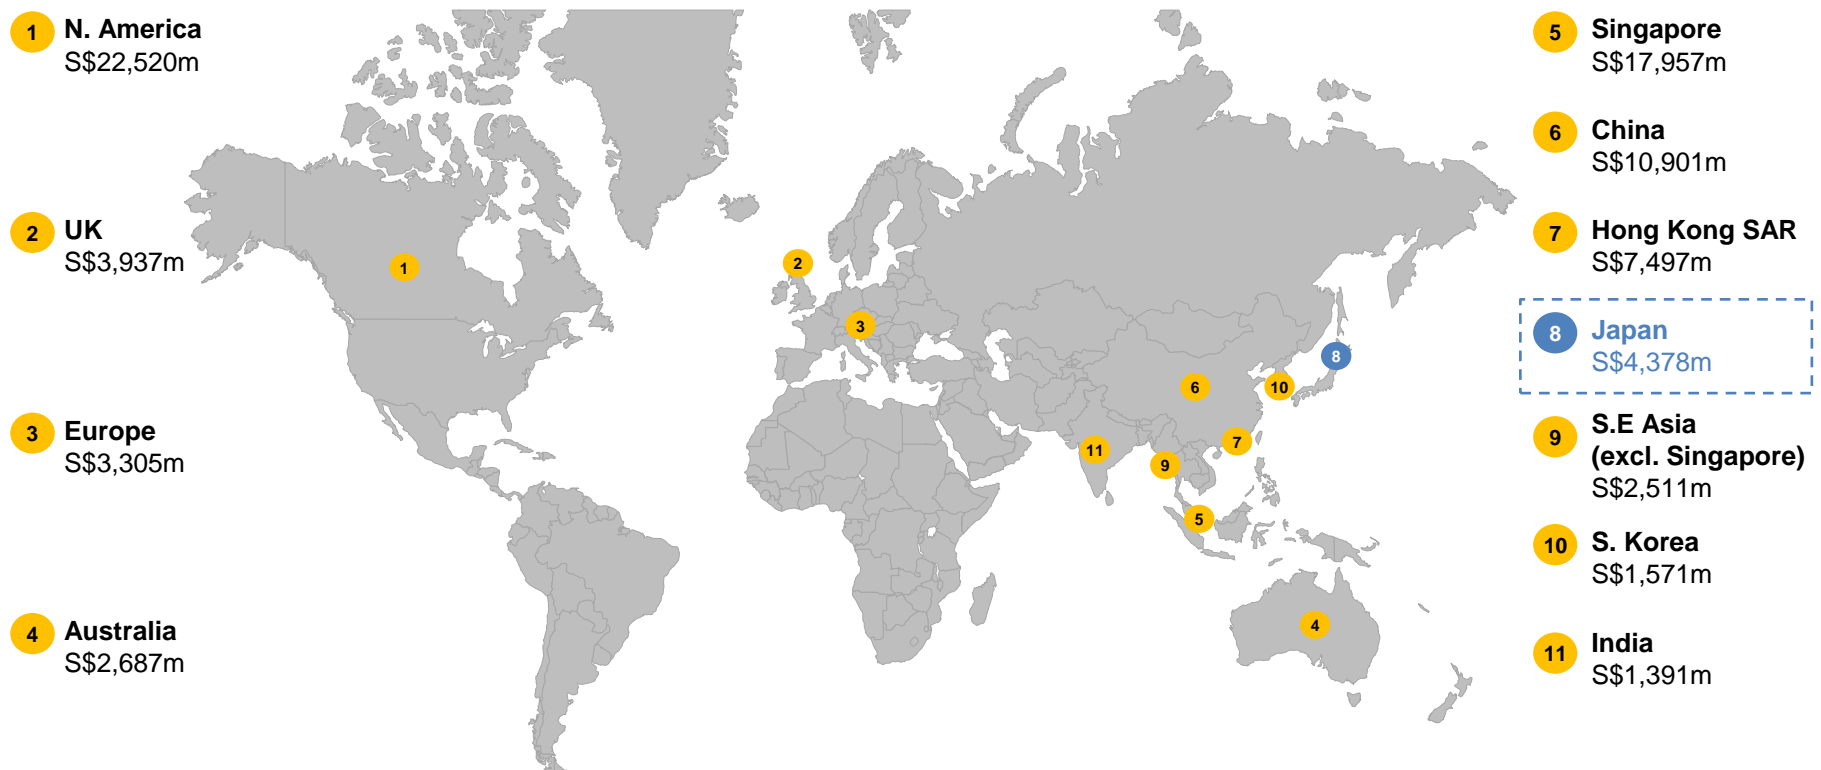 1
N. America
S$22,520m
2
UK
S$3,937m
3
Europe
S$3,305m
4
Australia
S$2,687m
1
2
3
4
5
6
7
8
9
10
11
5
Singapore
S$17,957m
6
China
S$10,901m
7
Hong Kong SAR
S$7,497m
8
Japan
S$4,378m
9
S.E Asia
(excl. Singapore)
S$2,511m
10
S. Korea
S$1,571m
11
India
S$1,391m